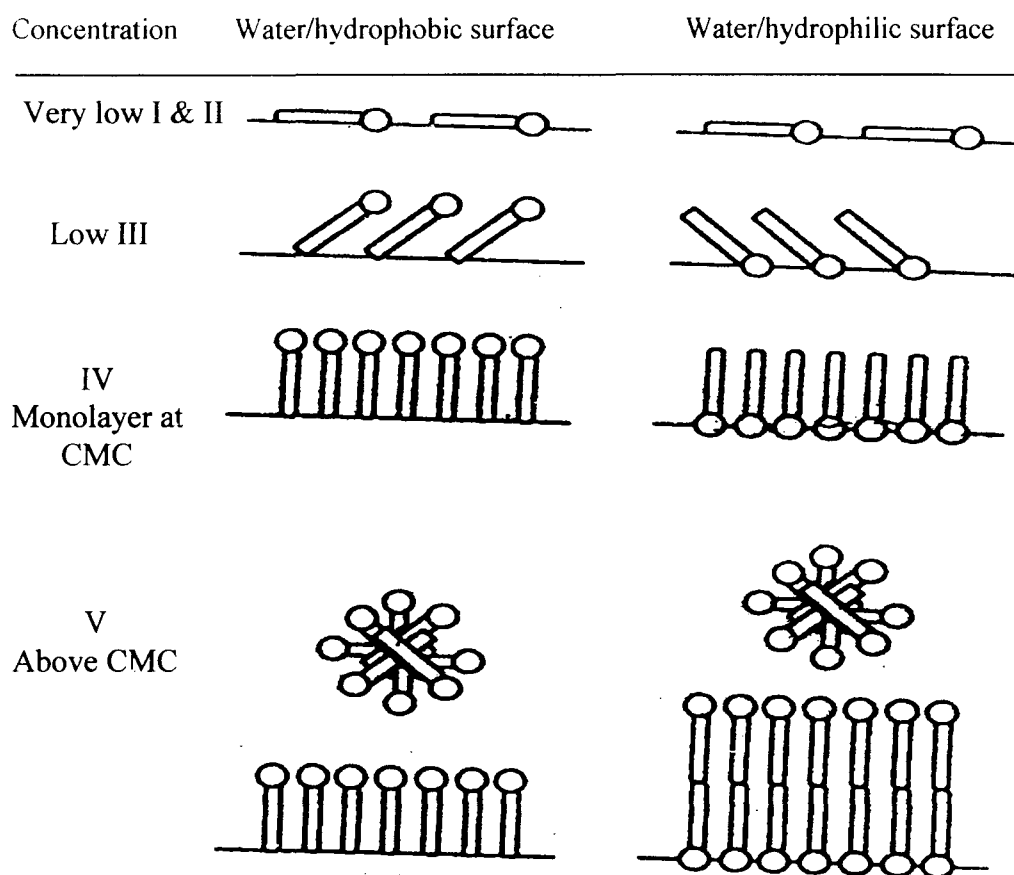 Concentration Water/hydrophobic surface Water/hydrophilic surface
Very low I & II
Low III
IV
Monolayer at
CMC
V
Above CMC